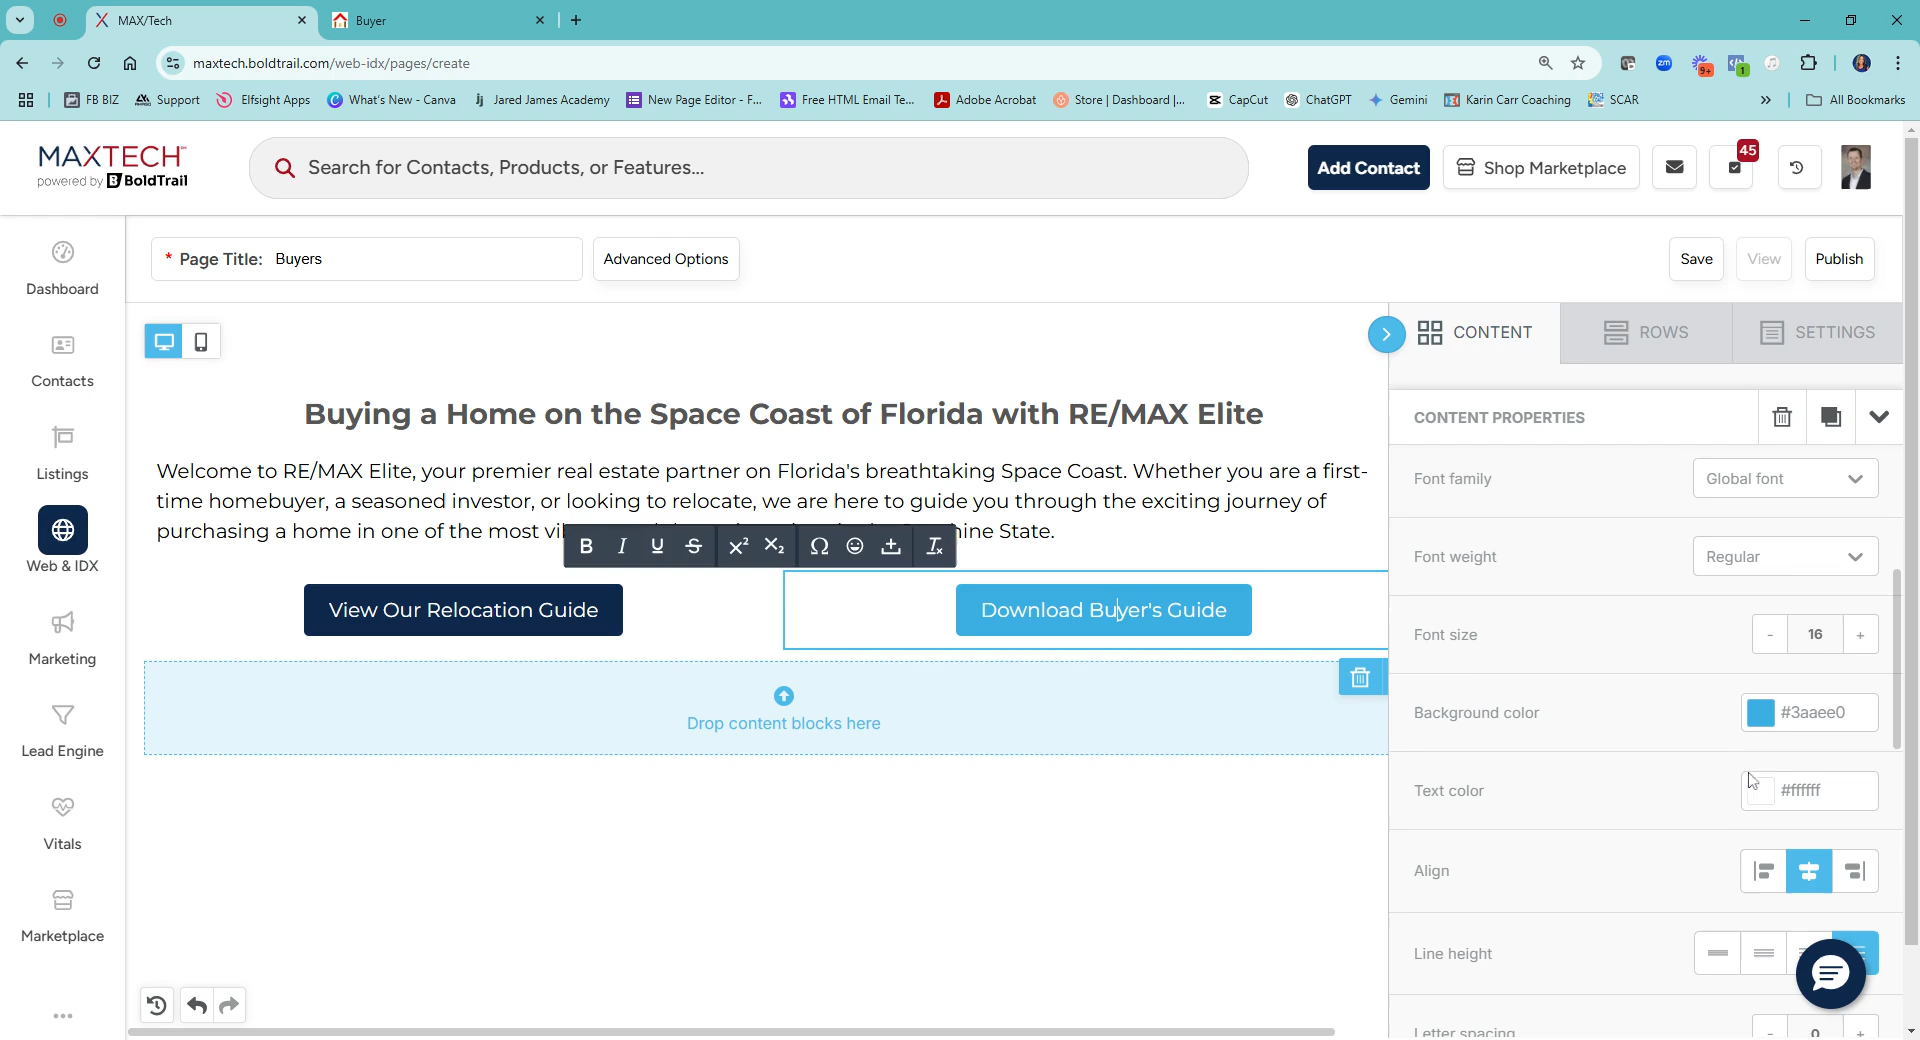 MAX/Tech
Buyer
maxtech.boldtrail.com/web-idx/pages/create
FB BIZ
Support
Elfsight Apps
What's New - Canva
Jared James Academy
New Page Editor - F...
Free HTML Email Te...
Adobe Acrobat
Store | Dashboard |...
CapCut
ChatGPT
Gemini
Karin Carr Coaching
SCAR
»
All Bookmarks
MAXTECH
powered by BoldTrail
Search for Contacts, Products, or Features...
Add Contact
Shop Marketplace
45
Dashboard
Contacts
Listings
Web & IDX
Marketing
Lead Engine
Vitals
Marketplace
* Page Title: Buyers
Advanced Options
Save
View
Publish
Buying a Home on the Space Coast of Florida with RE/MAX Elite
Welcome to RE/MAX Elite, your premier real estate partner on Florida's breathtaking Space Coast. Whether you are a first-
time homebuyer, a seasoned investor, or looking to relocate, we are here to guide you through the exciting journey of
purchasing a home in one of the most State.
B I U S X² X₂ Ω
View Our Relocation Guide
Download Buyer's Guide
Drop content blocks here
CONTENT
ROWS
SETTINGS
CONTENT PROPERTIES
Font family
Global font
Font weight
Regular
Font size
- 16 +
Background color
#3aaee0
Text color
#ffffff
Align
Line height
Letter spacing
- 0 +
zm
9+
1